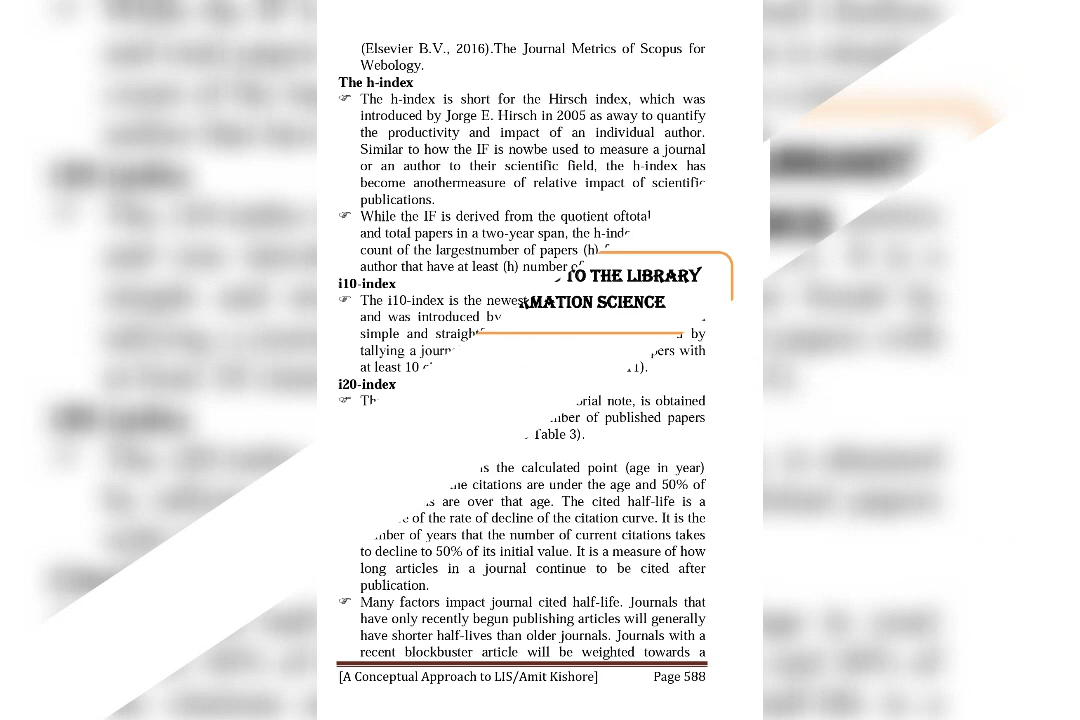 (Elsevier B.V., 2016).The Journal Metrics of Scopus for
Webology.
The h-index
☞ The h-index is short for the Hirsch index, which was
introduced by Jorge E. Hirsch in 2005 as away to quantify
the productivity and impact of an individual author.
Similar to how the IF is nowbe used to measure a journal
or an author to their scientific field, the h-index has
become anothermeasure of relative impact of scientific
publications.
☞ While the IF is derived from the quotient oftotal
and total papers in a two-year span, the
count of the largestnumber of papers (h)
author that have at least (h) number
TO THE LIBRARY
i10-index
☞ The i10-index is the newest
SCIENCE
and was introduced by
simple and by
tallying a with
at least 10
i20-index
☞ note, is obtained
of published papers
Table 3).
is the calculated point (age in year)
citations are under the age and 50% of
are over that age. The cited half-life is a
of the rate of decline of the citation curve. It is the
of years that the number of current citations takes
to decline to 50% of its initial value. It is a measure of how
long articles in a journal continue to be cited after
publication.
☞ Many factors impact journal cited half-life. Journals that
have only recently begun publishing articles will generally
have shorter half-lives than older journals. Journals with a
recent blockbuster article will be weighted towards a
[A Conceptual Approach to LIS/Amit Kishore] Page 588